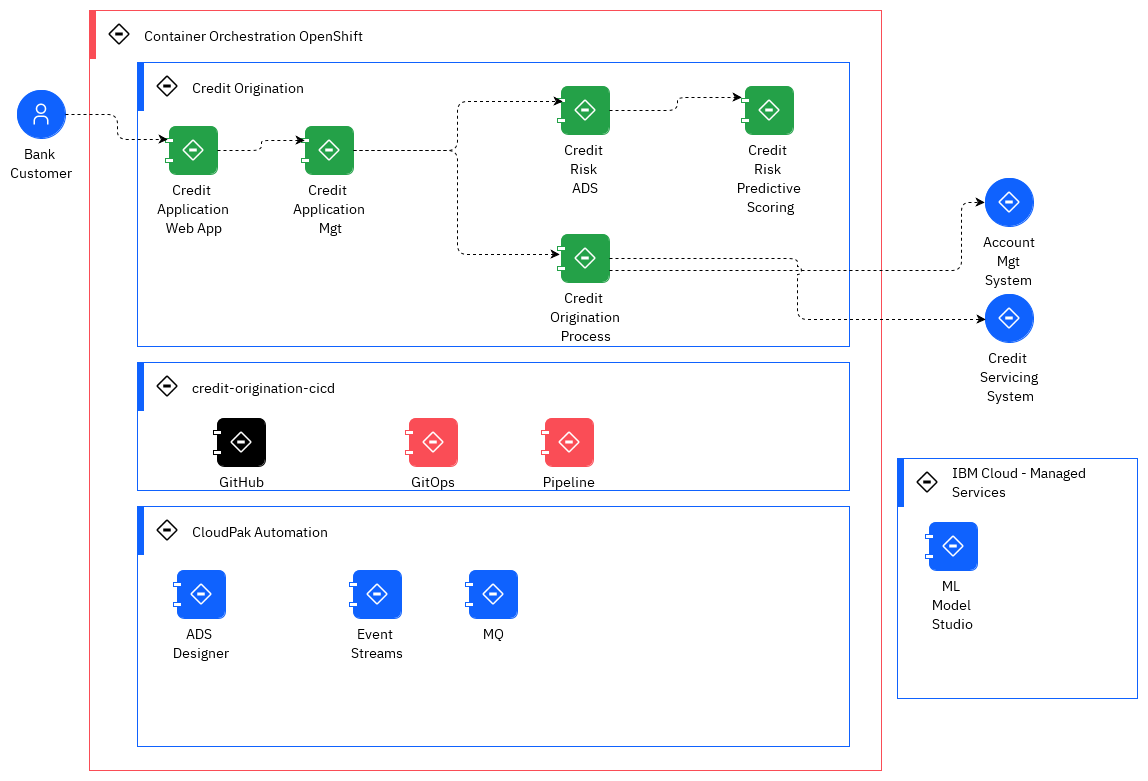 Container Orchestration OpenShift
Credit Origination
Bank
Customer
Credit
Application
Web App
Credit
Application
Mgt
Credit
Risk
ADS
Credit
Risk
Predictive
Scoring
Credit
Origination
Process
Account
Mgt
System
Credit
Servicing
System
credit-origination-cicd
GitHub
GitOps
Pipeline
CloudPak Automation
ADS
Designer
Event
Streams
MQ
IBM Cloud - Managed
Services
ML
Model
Studio